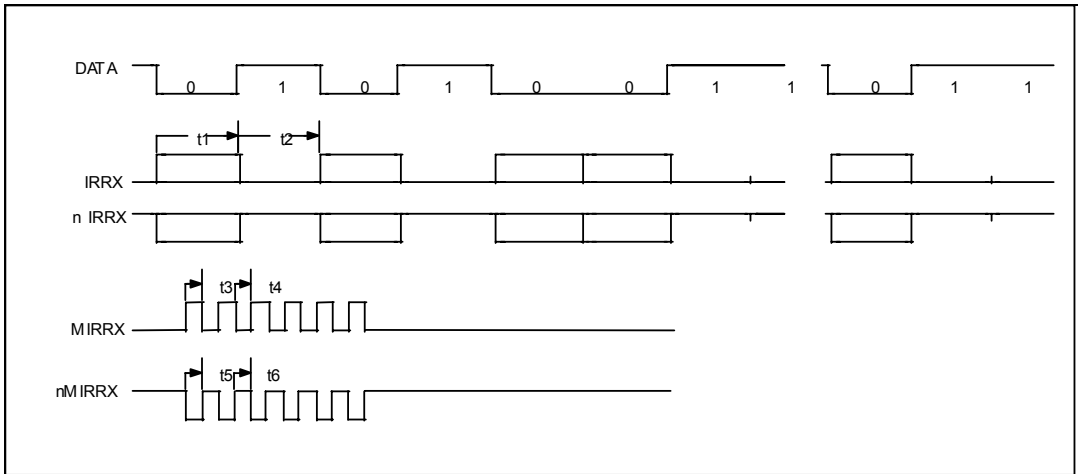 DATA
0 1 0 1 0 0 1 1 0 1 1
t1 t2
IRRX
n IRRX
t3 t4
MIRRX
t5 t6
nMIRRX